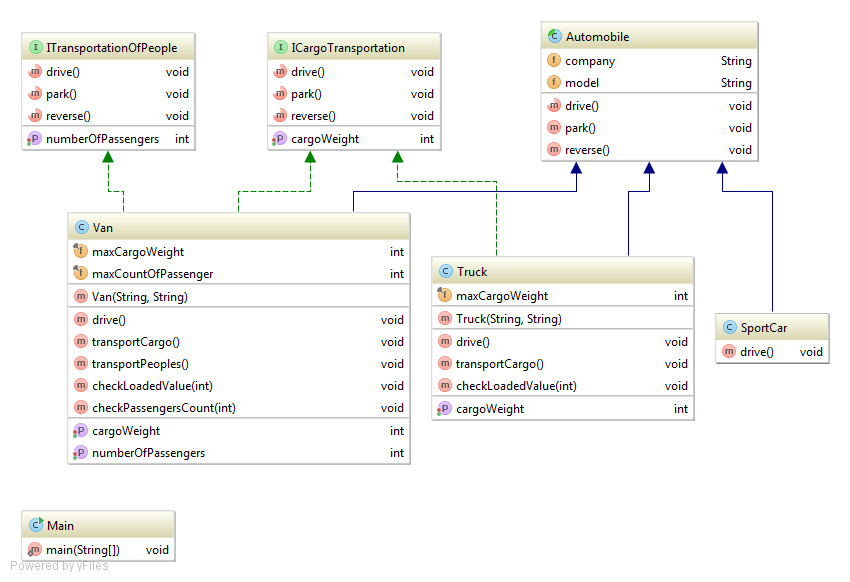 ITransportationOfPeople
drive() void
park() void
reverse() void
numberOfPassengers int
ICargoTransportation
drive() void
park() void
reverse() void
cargoWeight int
Automobile
company String
model String
drive() void
park() void
reverse() void
Van
maxCargoWeight int
maxCountOfPassenger int
Van(String, String)
drive() void
transportCargo() void
transportPeoples() void
checkLoadedValue(int) void
checkPassengersCount(int) void
cargoWeight int
numberOfPassengers int
Truck
maxCargoWeight int
Truck(String, String)
drive() void
transportCargo() void
checkLoadedValue(int) void
cargoWeight int
SportCar
drive() void
Main
main(String[]) void
Powered by yFiles